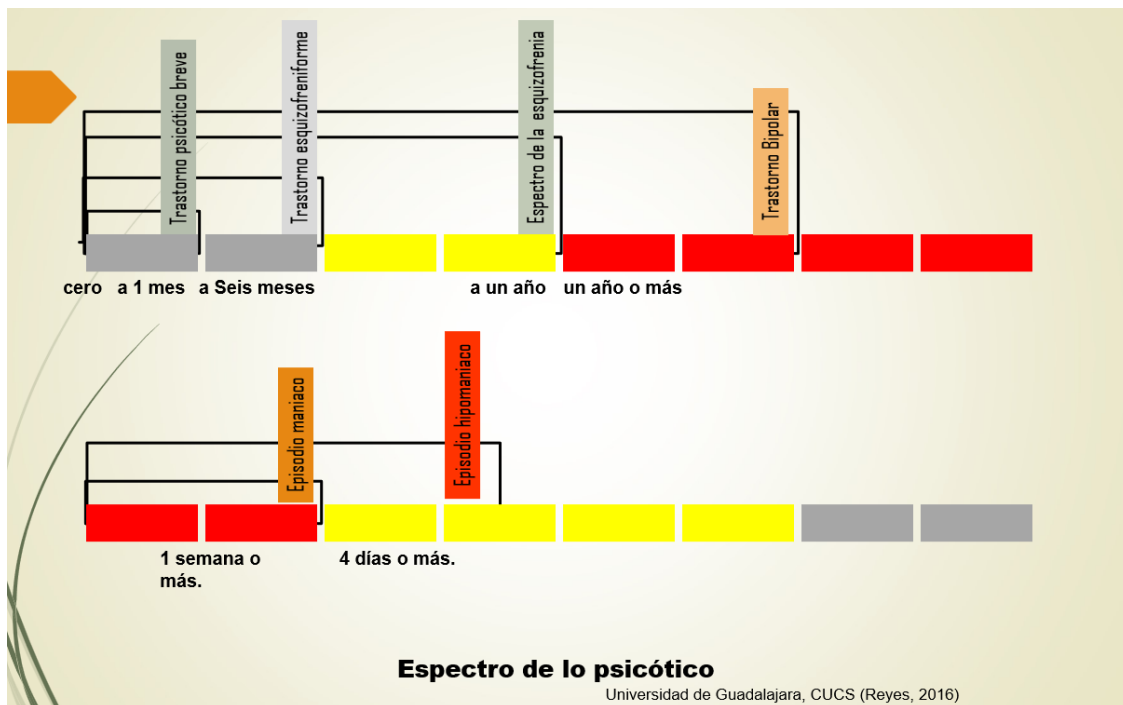 Trastorno psicótico breve
Trastorno esquizofreniforme
Espectro de la esquizofrenia
Trastorno Bipolar
cero a 1 mes a Seis meses a un año un año o más
Episodio maniaco
Episodio hipomaniaco
1 semana o
más.
4 días o más.
Espectro de lo psicótico
Universidad de Guadalajara, CUCS (Reyes, 2016)